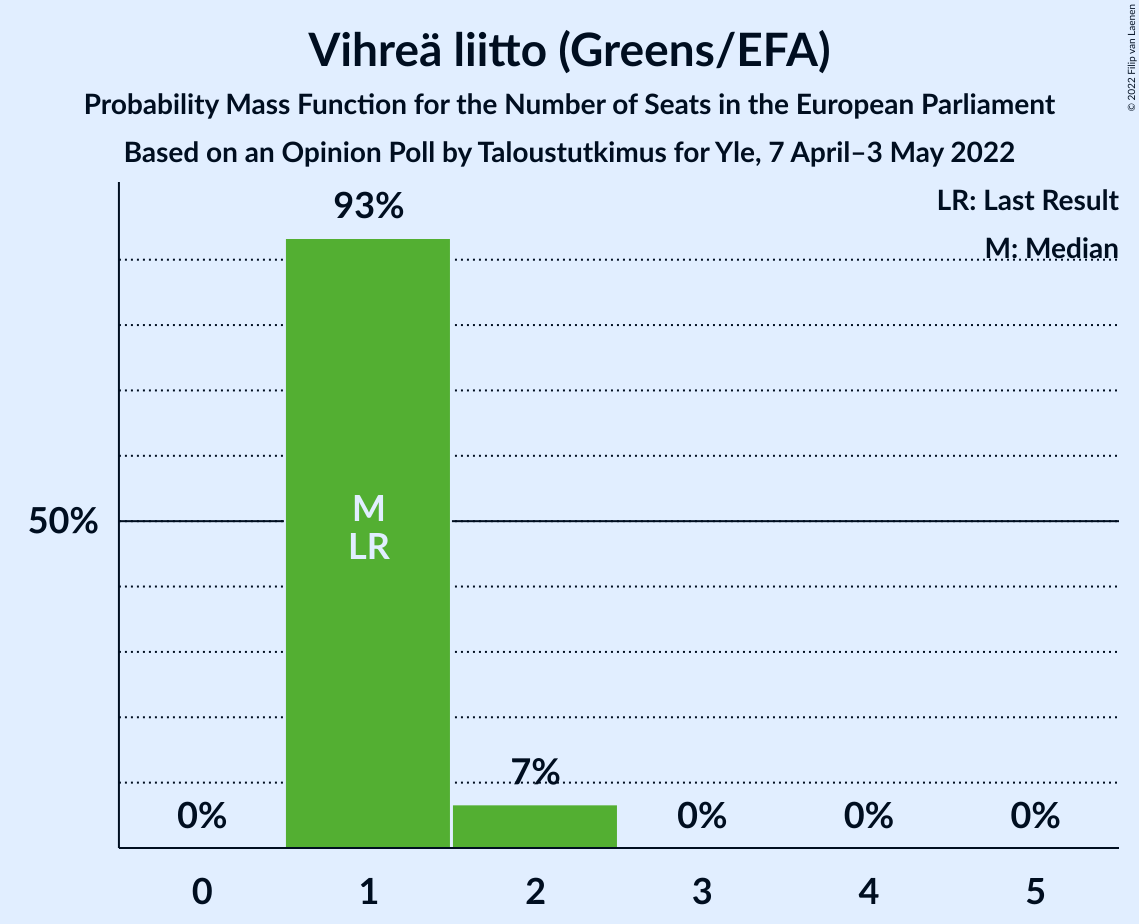 Vihreä liitto (Greens/EFA)
Probability Mass Function for the Number of Seats in the European Parliament
Based on an Opinion Poll by Taloustutkimus for Yle, 7 April–3 May 2022
© 2022 Filip van Laenen
LR: Last Result
M: Median
93%
50%
M
LR
7%
0%
0%
0%
0%
0
1
2
3
4
5